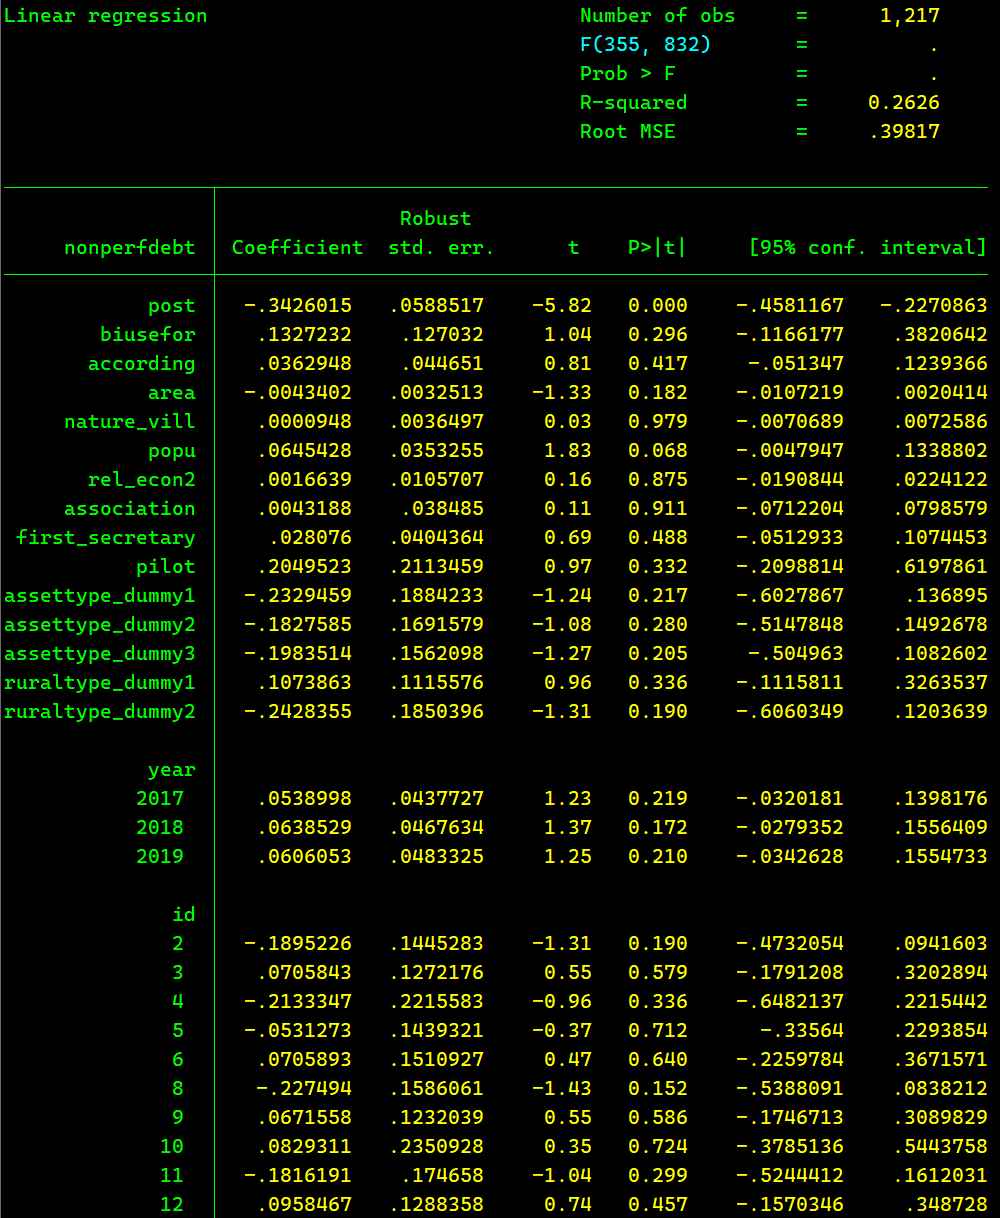 Linear regression Number of obs = 1,217
F(355, 832) = .
Prob > F = .
R-squared = 0.2626
Root MSE = .39817
Robust
nonperfdebt Coefficient std. err. t P>|t| [95% conf. interval]
post -.3426015 .0588517 -5.82 0.000 -.4581167 -.2270863
biusefor .1327232 .127032 1.04 0.296 -.1166177 .3820642
according .0362948 .044651 0.81 0.417 -.051347 .1239366
area -.0043402 .0032513 -1.33 0.182 -.0107219 .0020414
nature_vill .0000948 .0036497 0.03 0.979 -.0070689 .0072586
popu .0645428 .0353255 1.83 0.068 -.0047947 .1338802
rel_econ2 .0016639 .0105707 0.16 0.875 -.0190844 .0224122
association .0043188 .038485 0.11 0.911 -.0712204 .0798579
first_secretary .028076 .0404364 0.69 0.488 -.0512933 .1074453
pilot .2049523 .2113459 0.97 0.332 -.2098814 .6197861
assettype_dummy1 -.2329459 .1884233 -1.24 0.217 -.6027867 .136895
assettype_dummy2 -.1827585 .1691579 -1.08 0.280 -.5147848 .1492678
assettype_dummy3 -.1983514 .1562098 -1.27 0.205 -.504963 .1082602
ruraltype_dummy1 .1073863 .1115576 0.96 0.336 -.1115811 .3263537
ruraltype_dummy2 -.2428355 .1850396 -1.31 0.190 -.6060349 .1203639
year
2017 .0538998 .0437727 1.23 0.219 -.0320181 .1398176
2018 .0638529 .0467634 1.37 0.172 -.0279352 .1556409
2019 .0606053 .0483325 1.25 0.210 -.0342628 .1554733
id
2 -.1895226 .1445283 -1.31 0.190 -.4732054 .0941603
3 .0705843 .1272176 0.55 0.579 -.1791208 .3202894
4 -.2133347 .2215583 -0.96 0.336 -.6482137 .2215442
5 -.0531273 .1439321 -0.37 0.712 -.33564 .2293854
6 .0705893 .1510927 0.47 0.640 -.2259784 .3671571
8 -.227494 .1586061 -1.43 0.152 -.5388091 .0838212
9 .0671558 .1232039 0.55 0.586 -.1746713 .3089829
10 .0829311 .2350928 0.35 0.724 -.3785136 .5443758
11 -.1816191 .174658 -1.04 0.299 -.5244412 .1612031
12 .0958467 .1288358 0.74 0.457 -.1570346 .348728